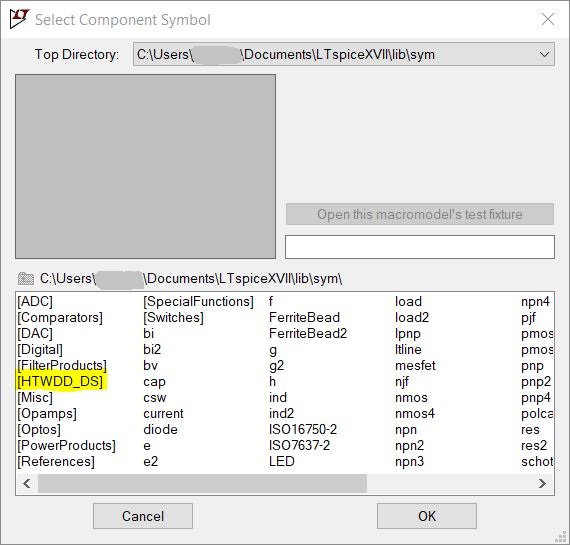 Select Component Symbol
Top Directory: C:\Users\ \Documents\LTspiceXVII\lib\sym
Open this macromodel's test fixture
C:\Users\ \Documents\LTspiceXVII\lib\sym\
[ADC] [SpecialFunctions] f load npn4
[Comparators] [Switches] FerriteBead load2 pjf
[DAC] bi FerriteBead2 lpnp pmos
[Digital] bi2 g ltline pmos
[FilterProducts] bv g2 mesfet pnp
[HTWDD_DS] cap h njf pnp2
[Misc] csw ind nmos pnp4
[Opamps] current ind2 nmos4 polca
[Optos] diode ISO16750-2 npn res
[PowerProducts] e ISO7637-2 npn2 res2
[References] e2 LED npn3 schot
Cancel OK